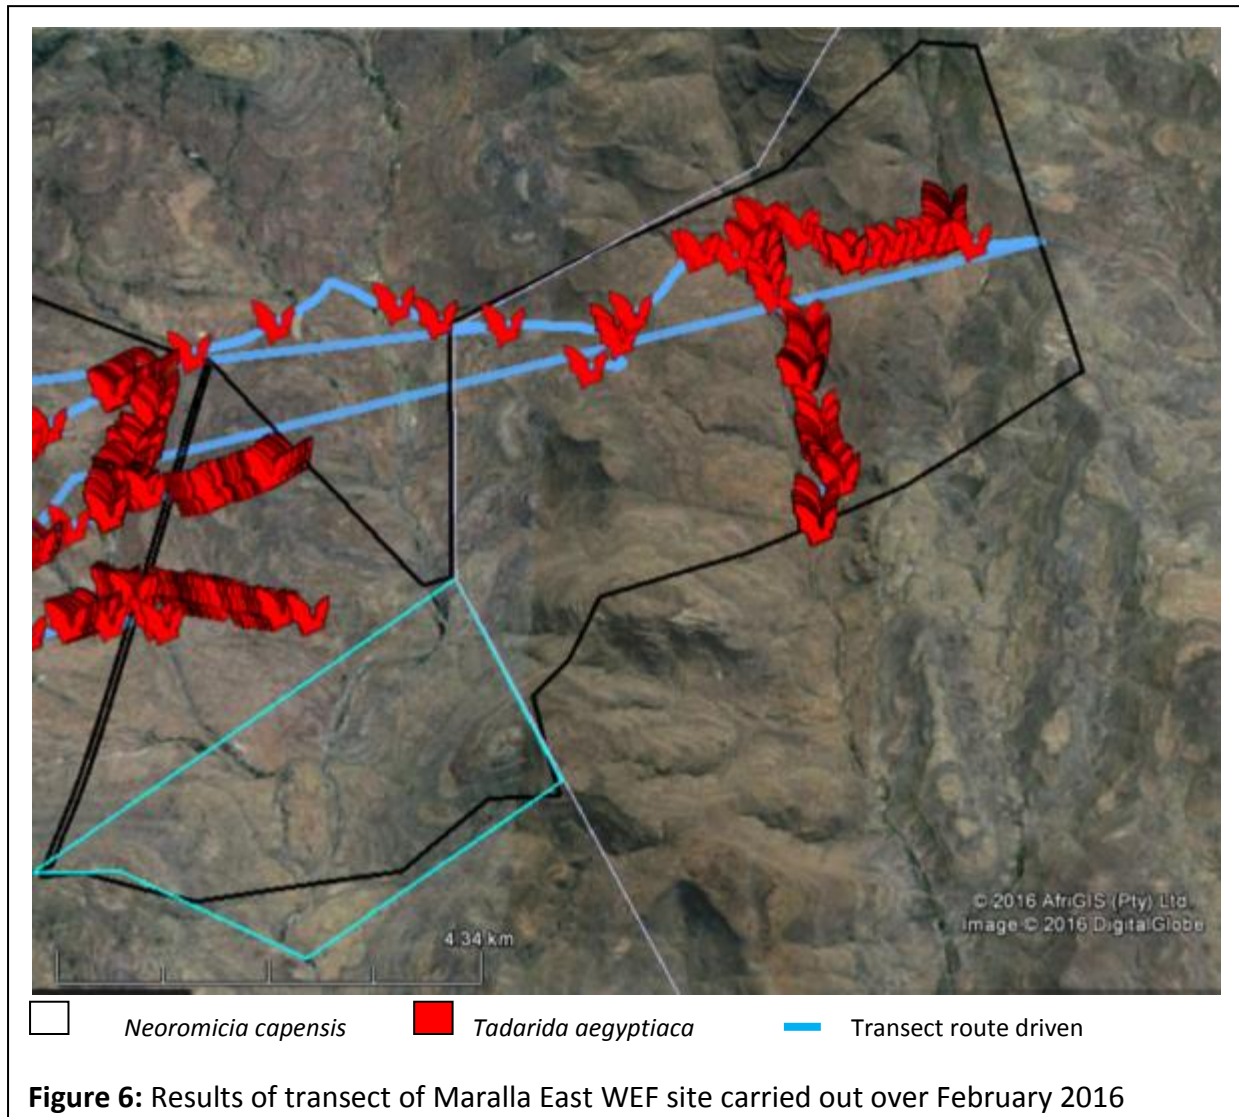 4.34 km
© 2016 AfriGIS (Pty) Ltd.
Image © 2016 DigitalGlobe
Neoromicia capensis Tadarida aegyptiaca Transect route driven
Figure 6: Results of transect of Maralla East WEF site carried out over February 2016